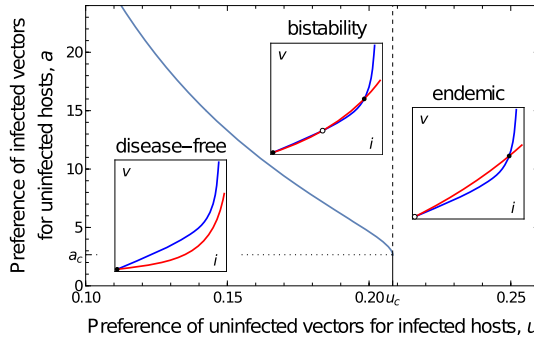 Preference of infected vectors
for uninfected hosts, a
20
15
10
5
a_c
0
0.10
0.15
0.20
u_c
0.25
Preference of uninfected vectors for infected hosts, u
disease–free
v
i
bistability
v
i
endemic
v
i